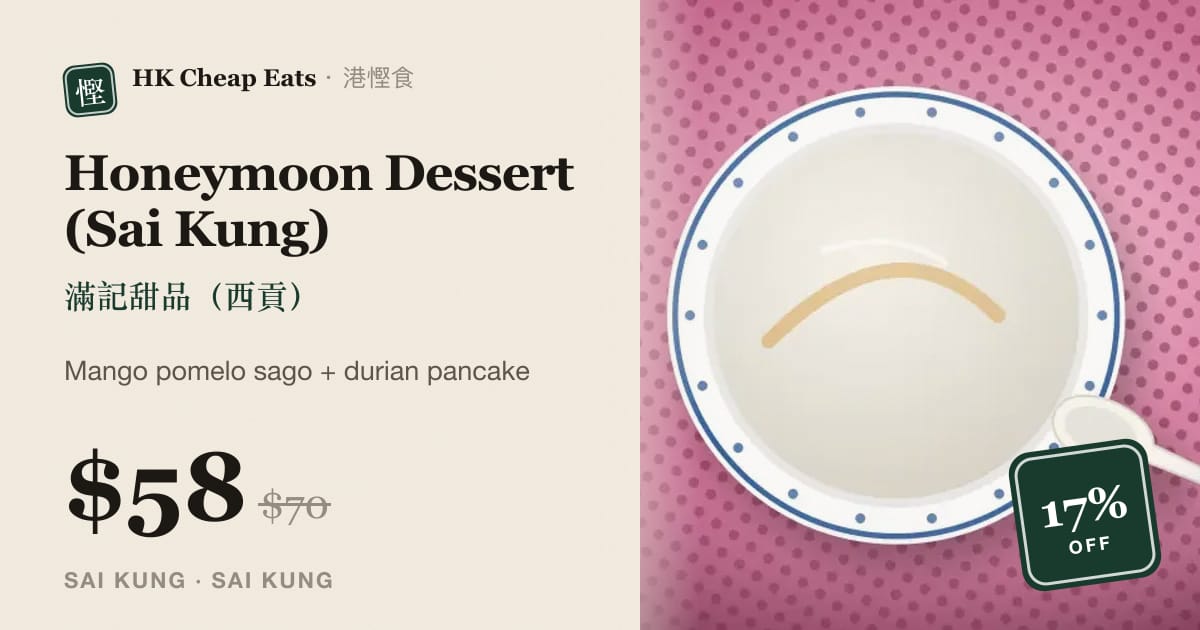 慳
HK Cheap Eats · 港慳食
Honeymoon Dessert
(Sai Kung)
滿記甜品（西貢）
Mango pomelo sago + durian pancake
$58 $70
SAI KUNG · SAI KUNG
17%
OFF